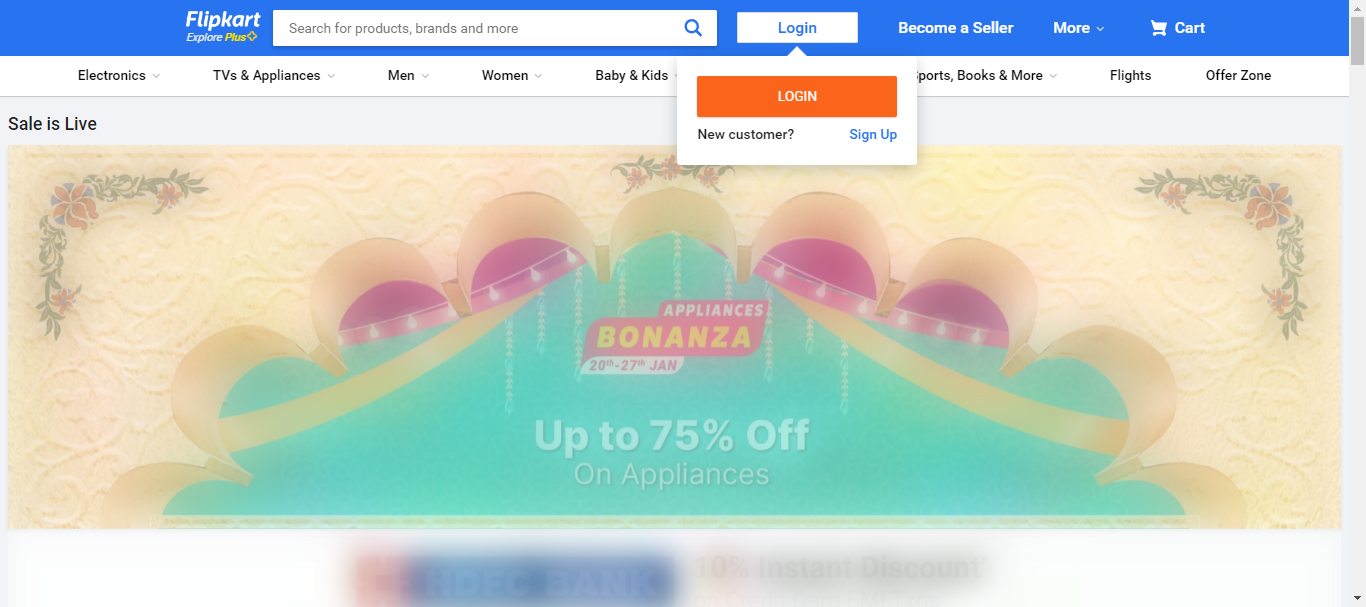 Flipkart
Explore Plus
Search for products, brands and more
Login
Become a Seller
More
Cart
Electronics
TVs & Appliances
Men
Women
Baby & Kids
ports, Books & More
Flights
Offer Zone
LOGIN
New customer?
Sign Up
Sale is Live
APPLIANCES
BONANZA
20th-27th JAN
Up to 75% Off
On Appliances
HDFC BANK
10% Instant Discount*